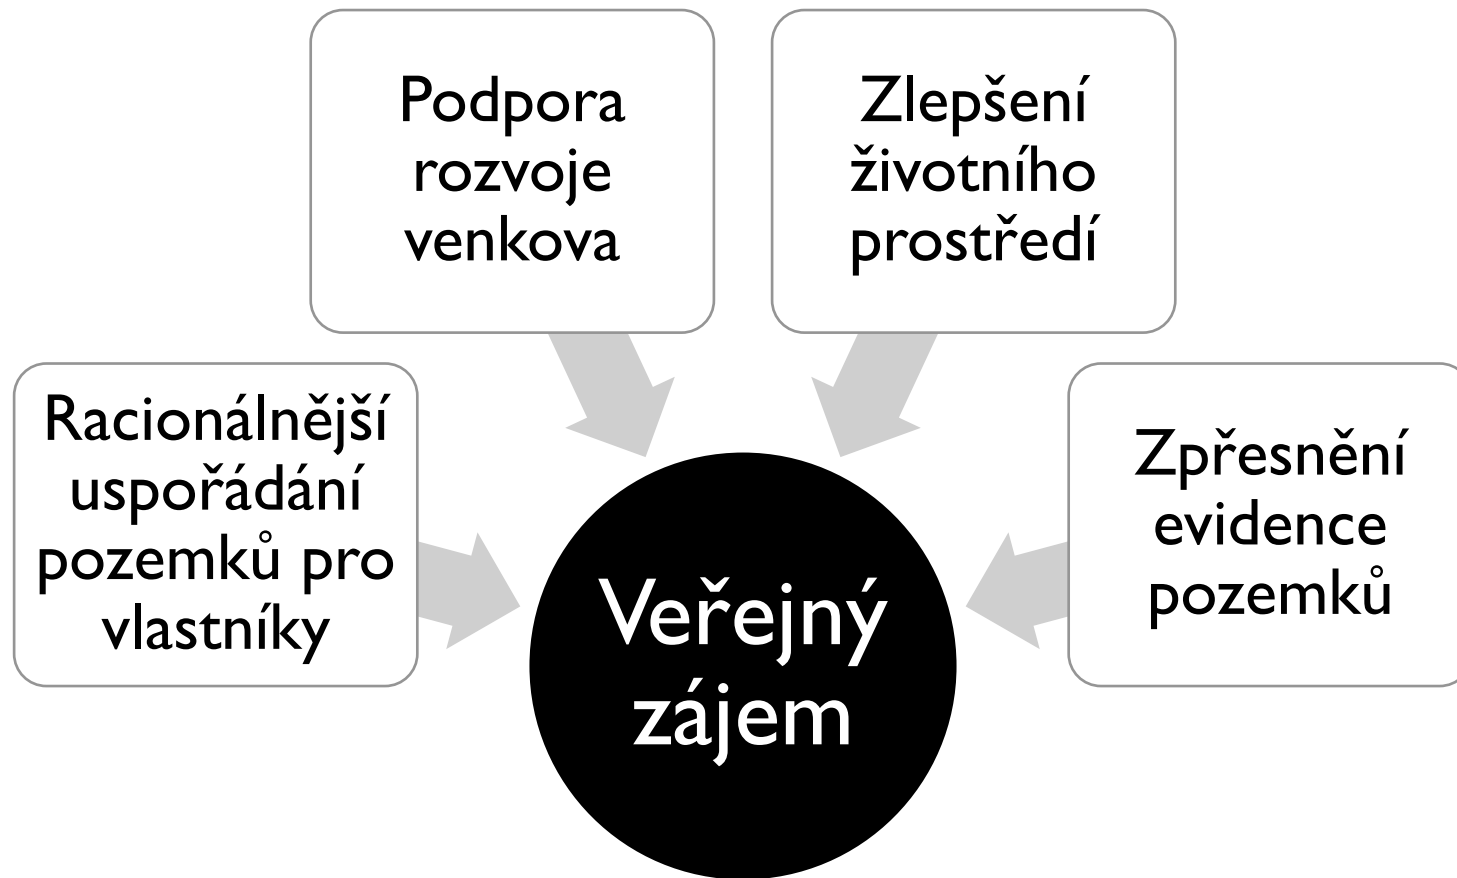 Podpora
rozvoje
venkova
Zlepšení
životního
prostředí
Racionálnější
uspořádání
pozemků pro
vlastníky
Zpřesnění
evidence
pozemků
Veřejný
zájem